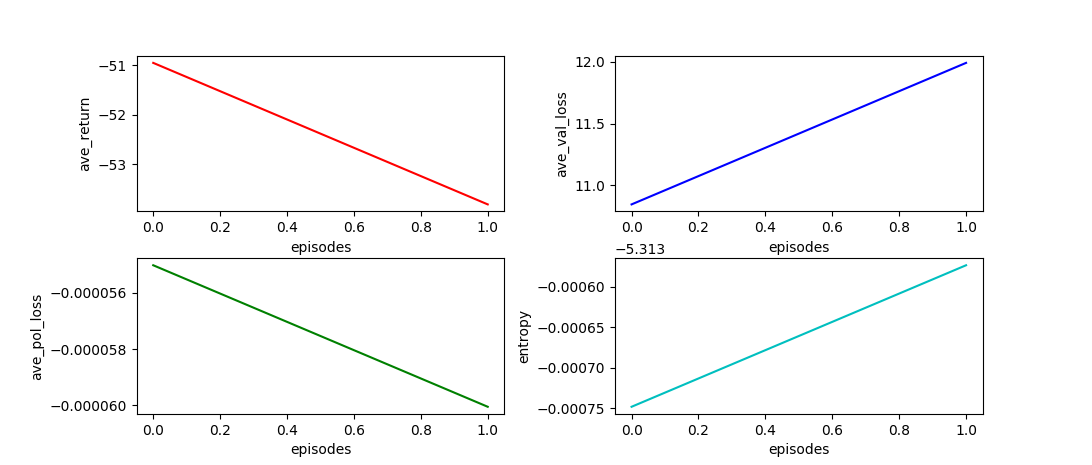 ave_return
−51
−52
−53
0.0 0.2 0.4 0.6 0.8 1.0
episodes
ave_val_loss
12.0
11.5
11.0
0.0 0.2 0.4 0.6 0.8 1.0
episodes
ave_pol_loss
−0.000056
−0.000058
−0.000060
0.0 0.2 0.4 0.6 0.8 1.0
episodes
−5.313
entropy
−0.00060
−0.00065
−0.00070
−0.00075
0.0 0.2 0.4 0.6 0.8 1.0
episodes